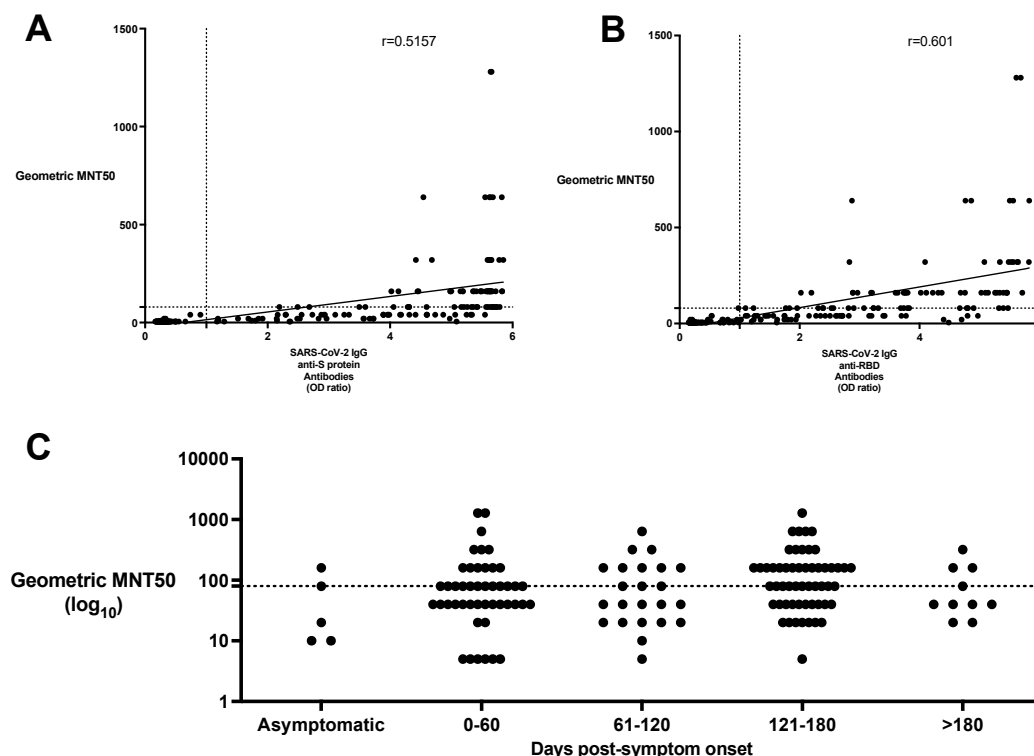 A
r=0.5157
1500
1000
500
0
Geometric MNT50
0
2
4
6
SARS-CoV-2 IgG
anti-S protein
Antibodies
(OD ratio)
B
r=0.601
1500
1000
500
0
Geometric MNT50
0
2
4
SARS-CoV-2 IgG
anti-RBD
Antibodies
(OD ratio)
C
10000
1000
100
10
1
Geometric MNT50
(log10)
Asymptomatic
0-60
61-120
121-180
>180
Days post-symptom onset